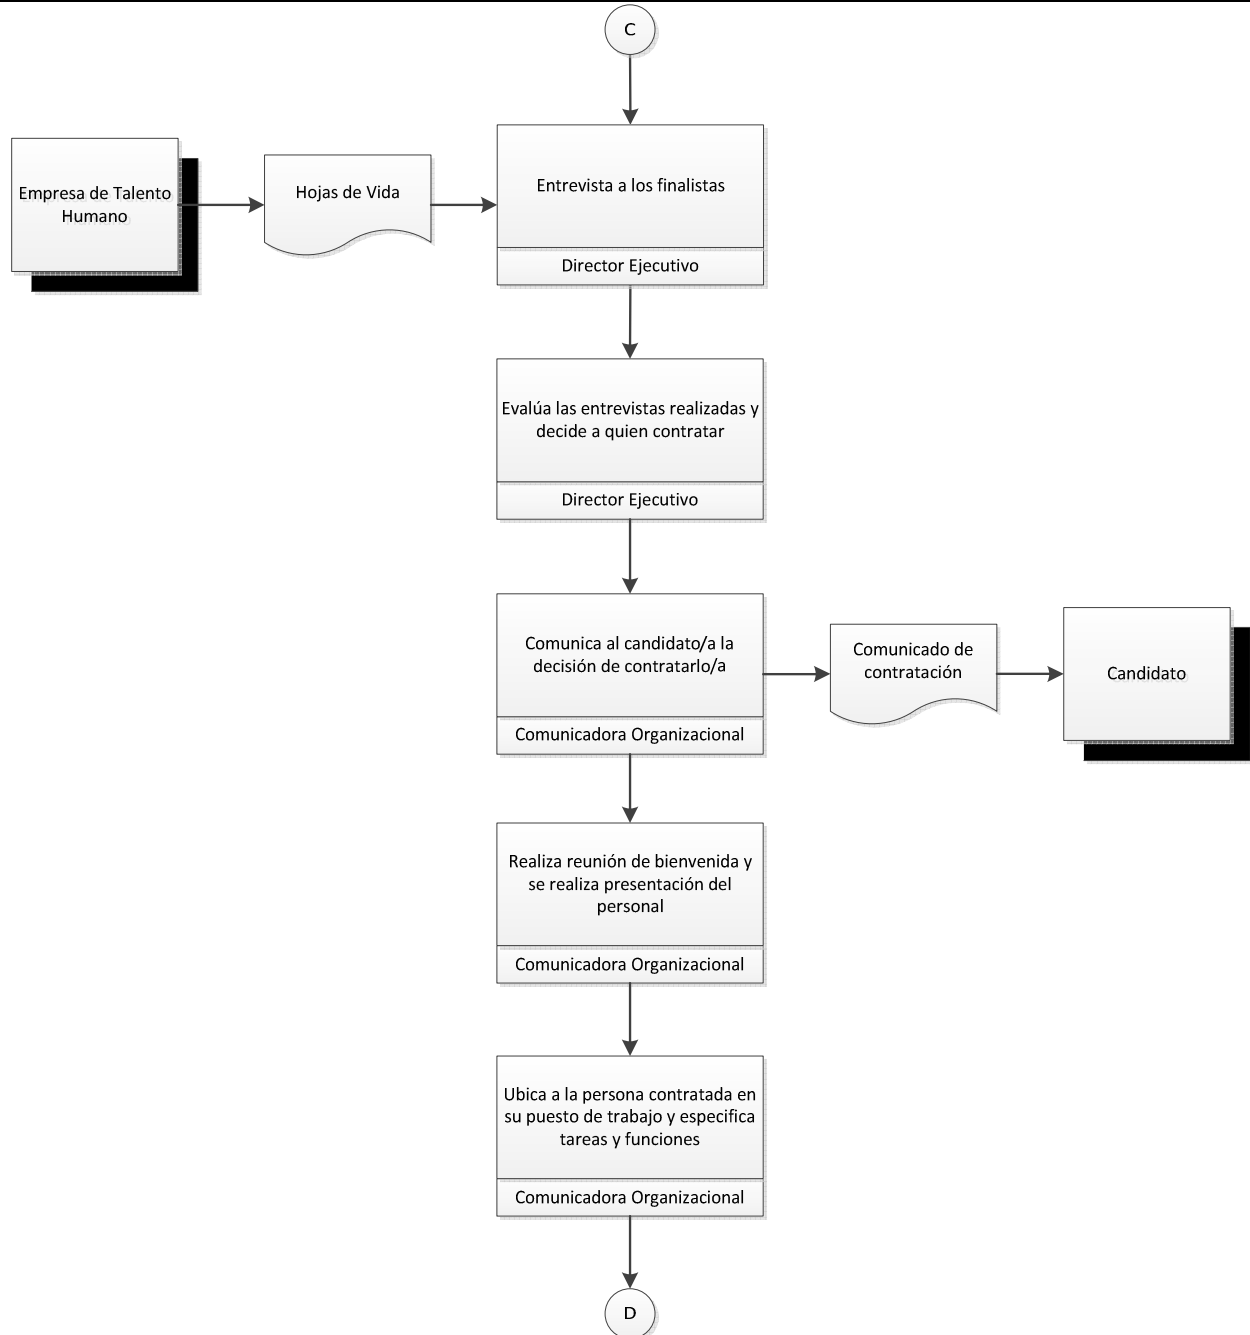 C
Empresa de Talento
Humano
Hojas de Vida
Entrevista a los finalistas
Director Ejecutivo
Evalúa las entrevistas realizadas y
decide a quien contratar
Director Ejecutivo
Comunica al candidato/a la
decisión de contratarlo/a
Comunicadora Organizacional
Comunicado de
contratación
Candidato
Realiza reunión de bienvenida y
se realiza presentación del
personal
Comunicadora Organizacional
Ubica a la persona contratada en
su puesto de trabajo y especifica
tareas y funciones
Comunicadora Organizacional
D